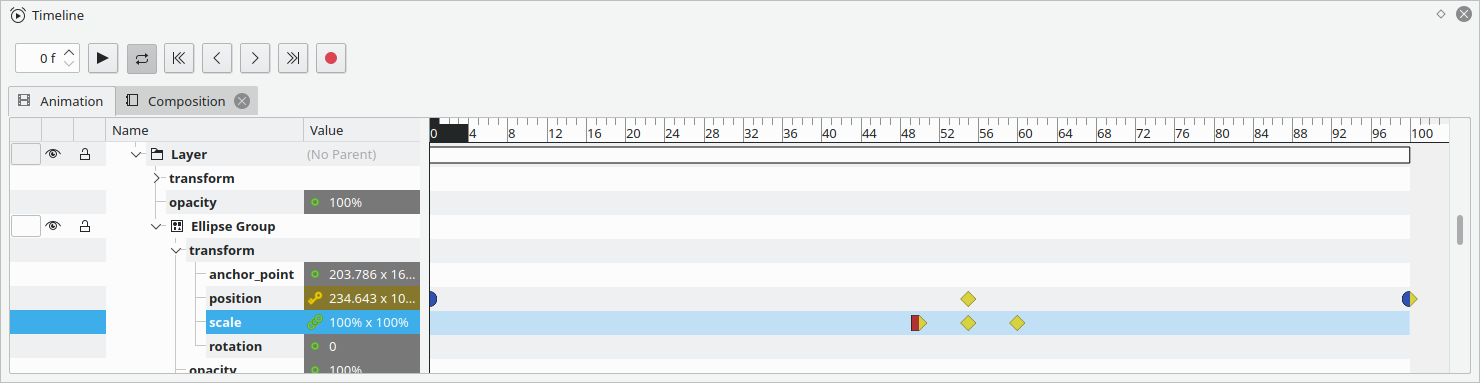 Timeline
0 f
Animation Composition
Name Value 0 4 8 12 16 20 24 28 32 36 40 44 48 52 56 60 64 68 72 76 80 84 88 92 96 100
Layer (No Parent)
transform
opacity 100%
Ellipse Group
transform
anchor_point 203.786 x 16...
position 234.643 x 10...
scale 100% x 100%
rotation 0
opacity 100%